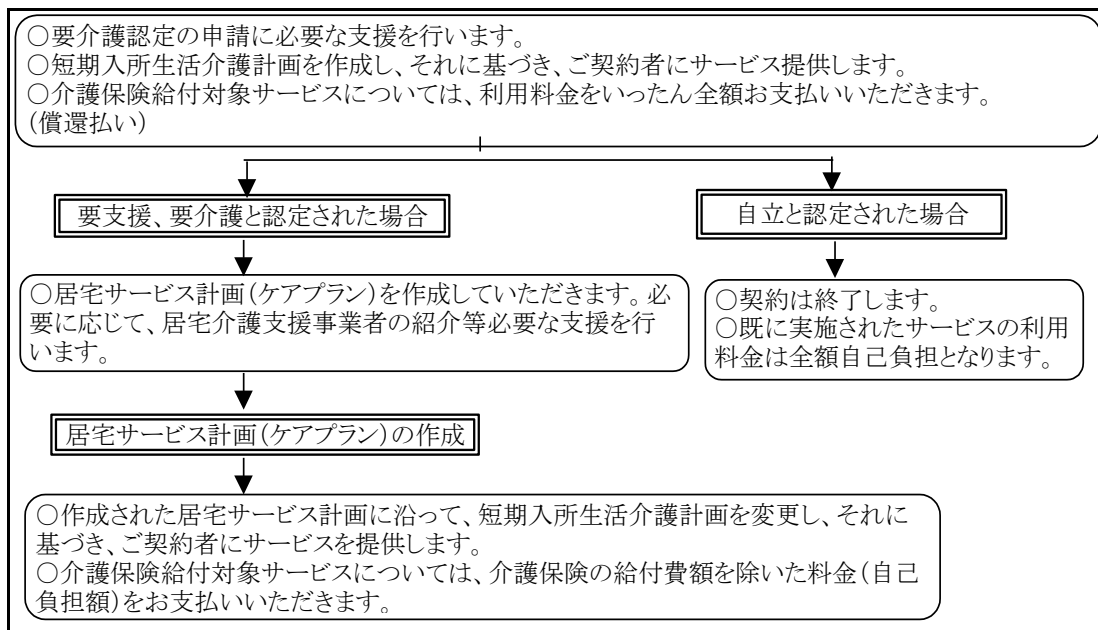 ○要介護認定の申請に必要な支援を行います。
○短期入所生活介護計画を作成し、それに基づき、ご契約者にサービス提供します。
○介護保険給付対象サービスについては、利用料金をいったん全額お支払いいただきます。
(償還払い)
要支援、要介護と認定された場合
自立と認定された場合
○居宅サービス計画(ケアプラン)を作成していただきます。必
要に応じて、居宅介護支援事業者の紹介等必要な支援を行
います。
○契約は終了します。
○既に実施されたサービスの利用
料金は全額自己負担となります。
居宅サービス計画(ケアプラン)の作成
○作成された居宅サービス計画に沿って、短期入所生活介護計画を変更し、それに
基づき、ご契約者にサービスを提供します。
○介護保険給付対象サービスについては、介護保険の給付費額を除いた料金(自己
負担額)をお支払いいただきます。